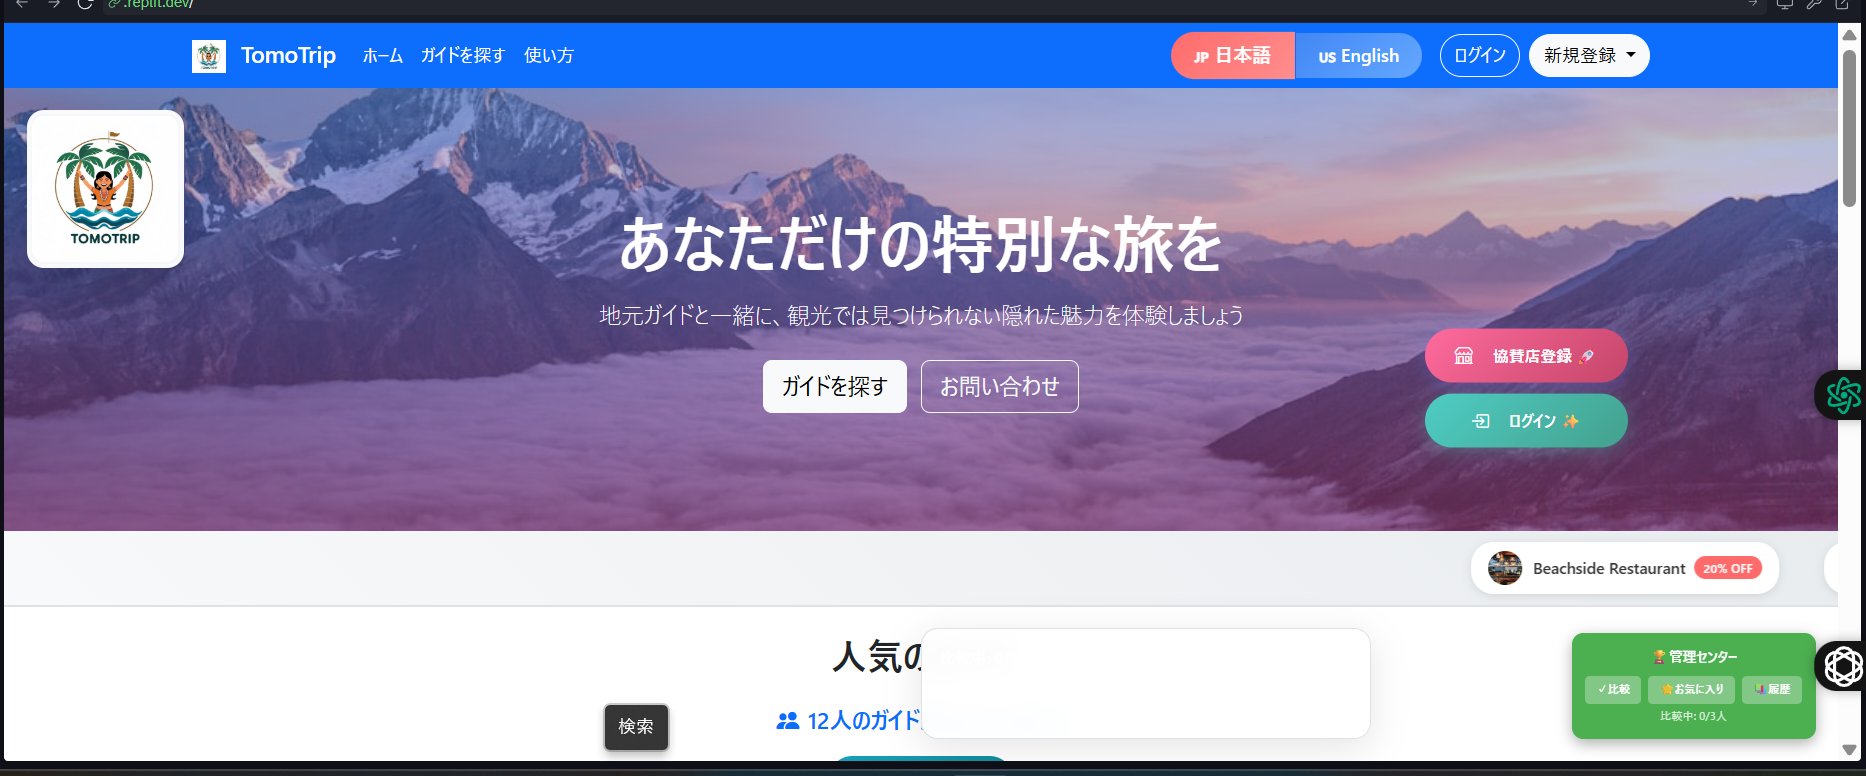 .replit.dev/
TomoTrip ホーム ガイドを探す 使い方 JP 日本語 US English ログイン 新規登録
TOMOTRIP
あなただけの特別な旅を
地元ガイドと一緒に、観光では見つけられない隠れた魅力を体験しましょう
ガイドを探す お問い合わせ
協賛店登録 🚀
ログイン ✨
Beachside Restaurant 20% OFF
人気の
12人のガイド
検索
🏆 管理センター
✓比較 🌟お気に入り 📊履歴
比較中: 0/3人